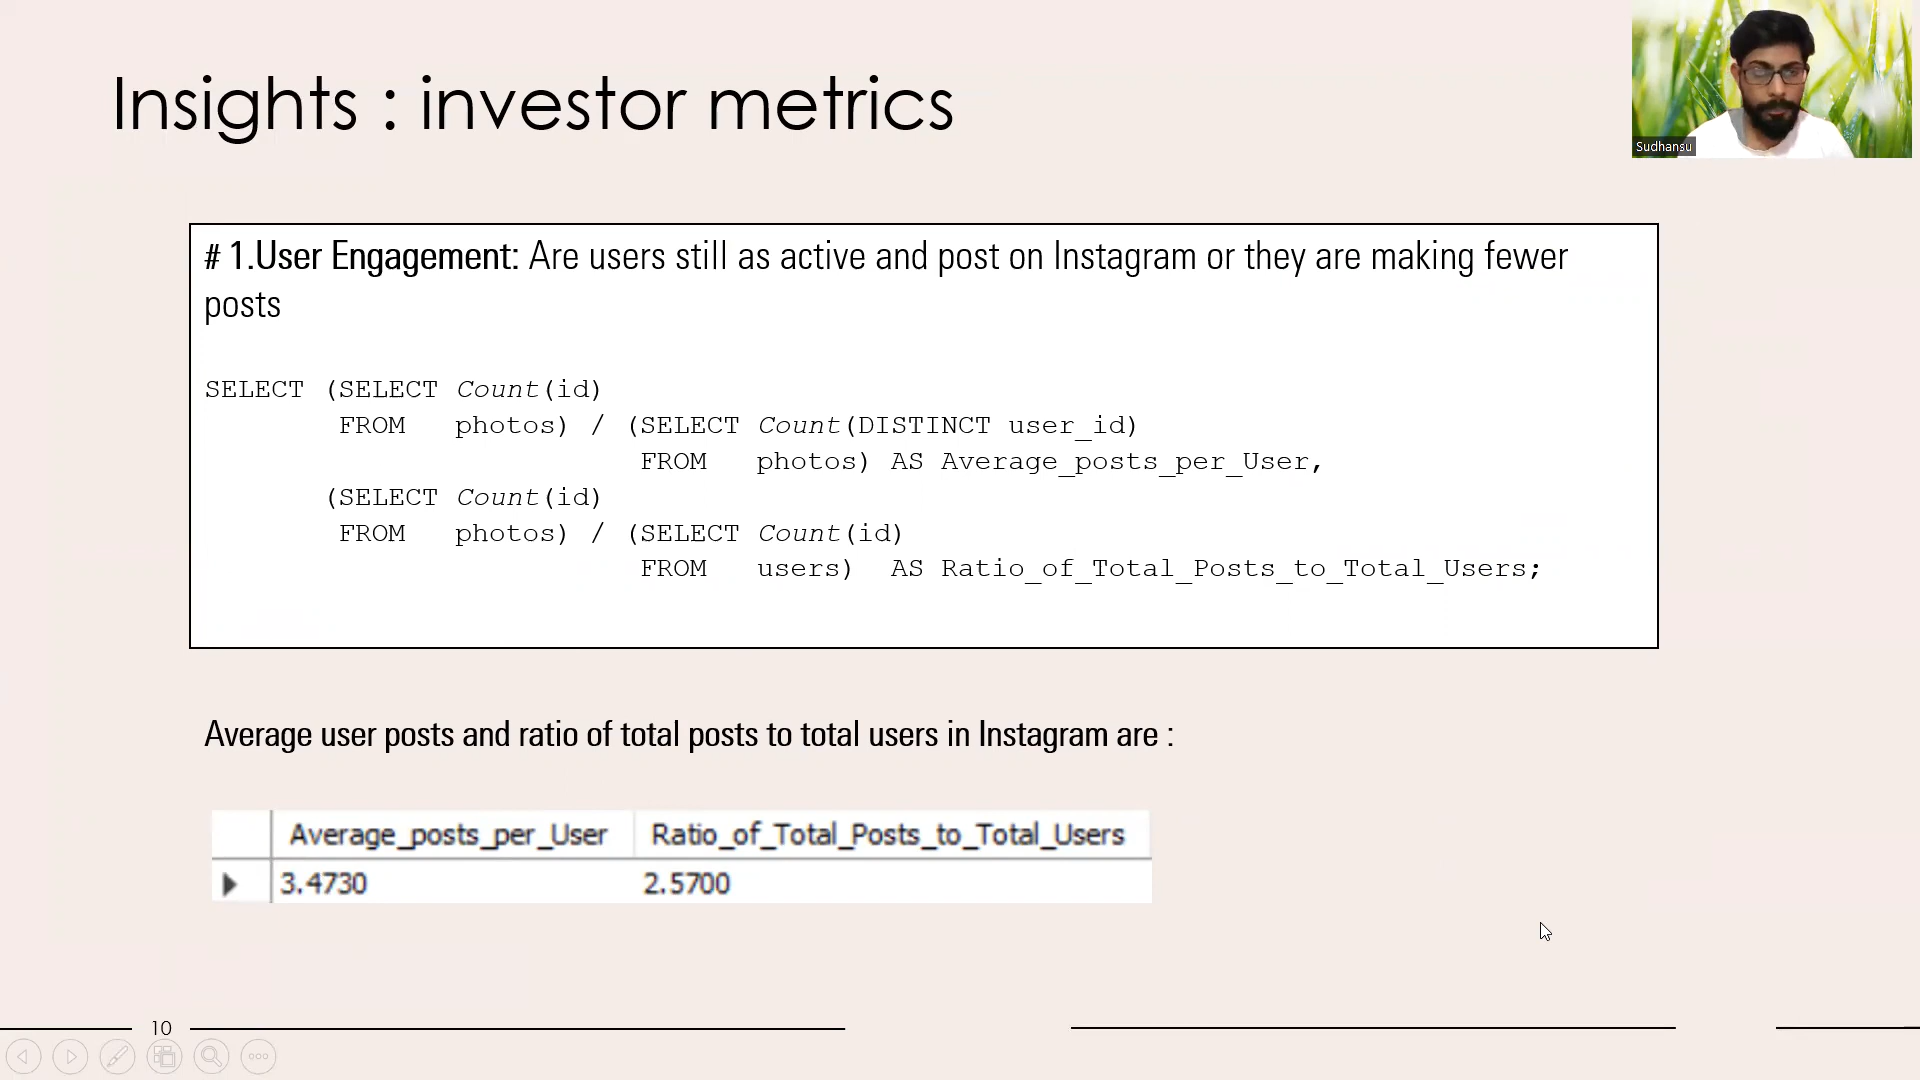 Insights : investor metrics
Sudhansu
# 1.User Engagement: Are users still as active and post on Instagram or they are making fewer
posts
SELECT (SELECT Count(id)
FROM photos) / (SELECT Count(DISTINCT user_id)
FROM photos) AS Average_posts_per_User,
(SELECT Count(id)
FROM photos) / (SELECT Count(id)
FROM users) AS Ratio_of_Total_Posts_to_Total_Users;
Average user posts and ratio of total posts to total users in Instagram are :
Average_posts_per_User Ratio_of_Total_Posts_to_Total_Users
3.4730 2.5700
10